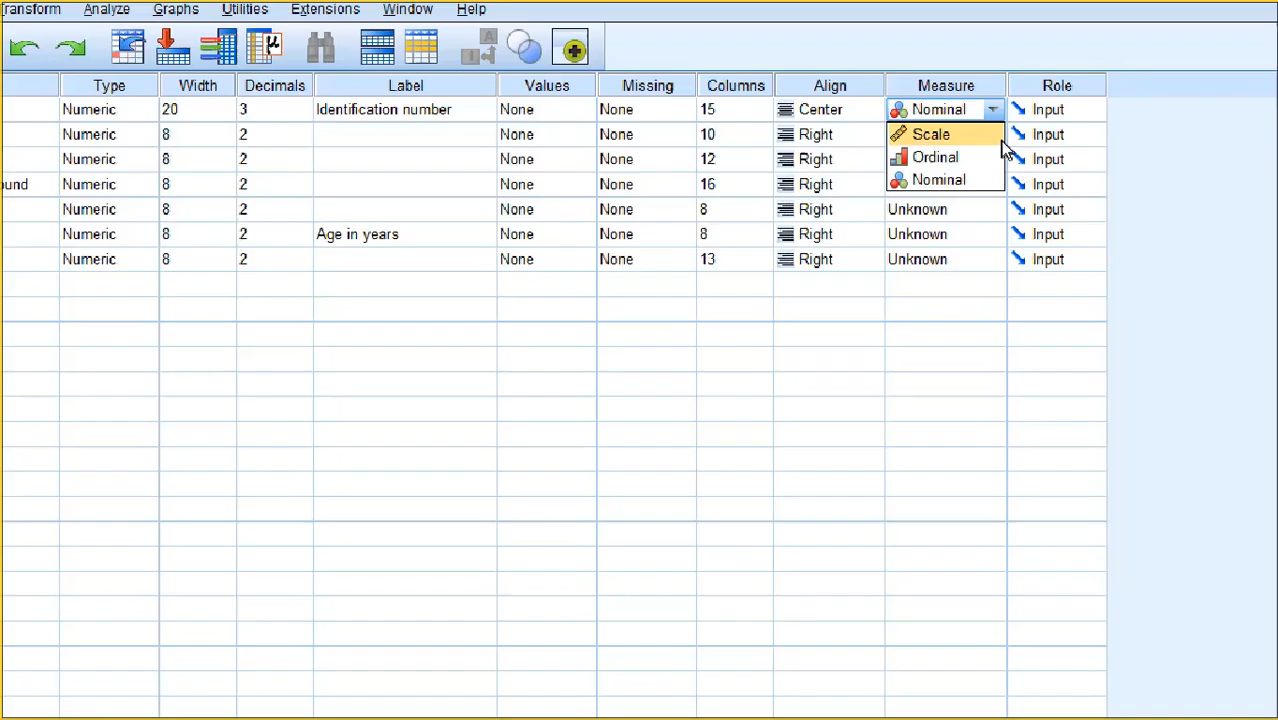 ransform Analyze Graphs Utilities Extensions Window Help
Type Width Decimals Label Values Missing Columns Align Measure Role
Numeric 20 3 Identification number None None 15 Center Nominal Input
Numeric 8 2 None None 10 Right Scale Input
Numeric 8 2 None None 12 Right Ordinal Input
ound Numeric 8 2 None None 16 Right Nominal Input
Numeric 8 2 None None 8 Right Unknown Input
Numeric 8 2 Age in years None None 8 Right Unknown Input
Numeric 8 2 None None 13 Right Unknown Input